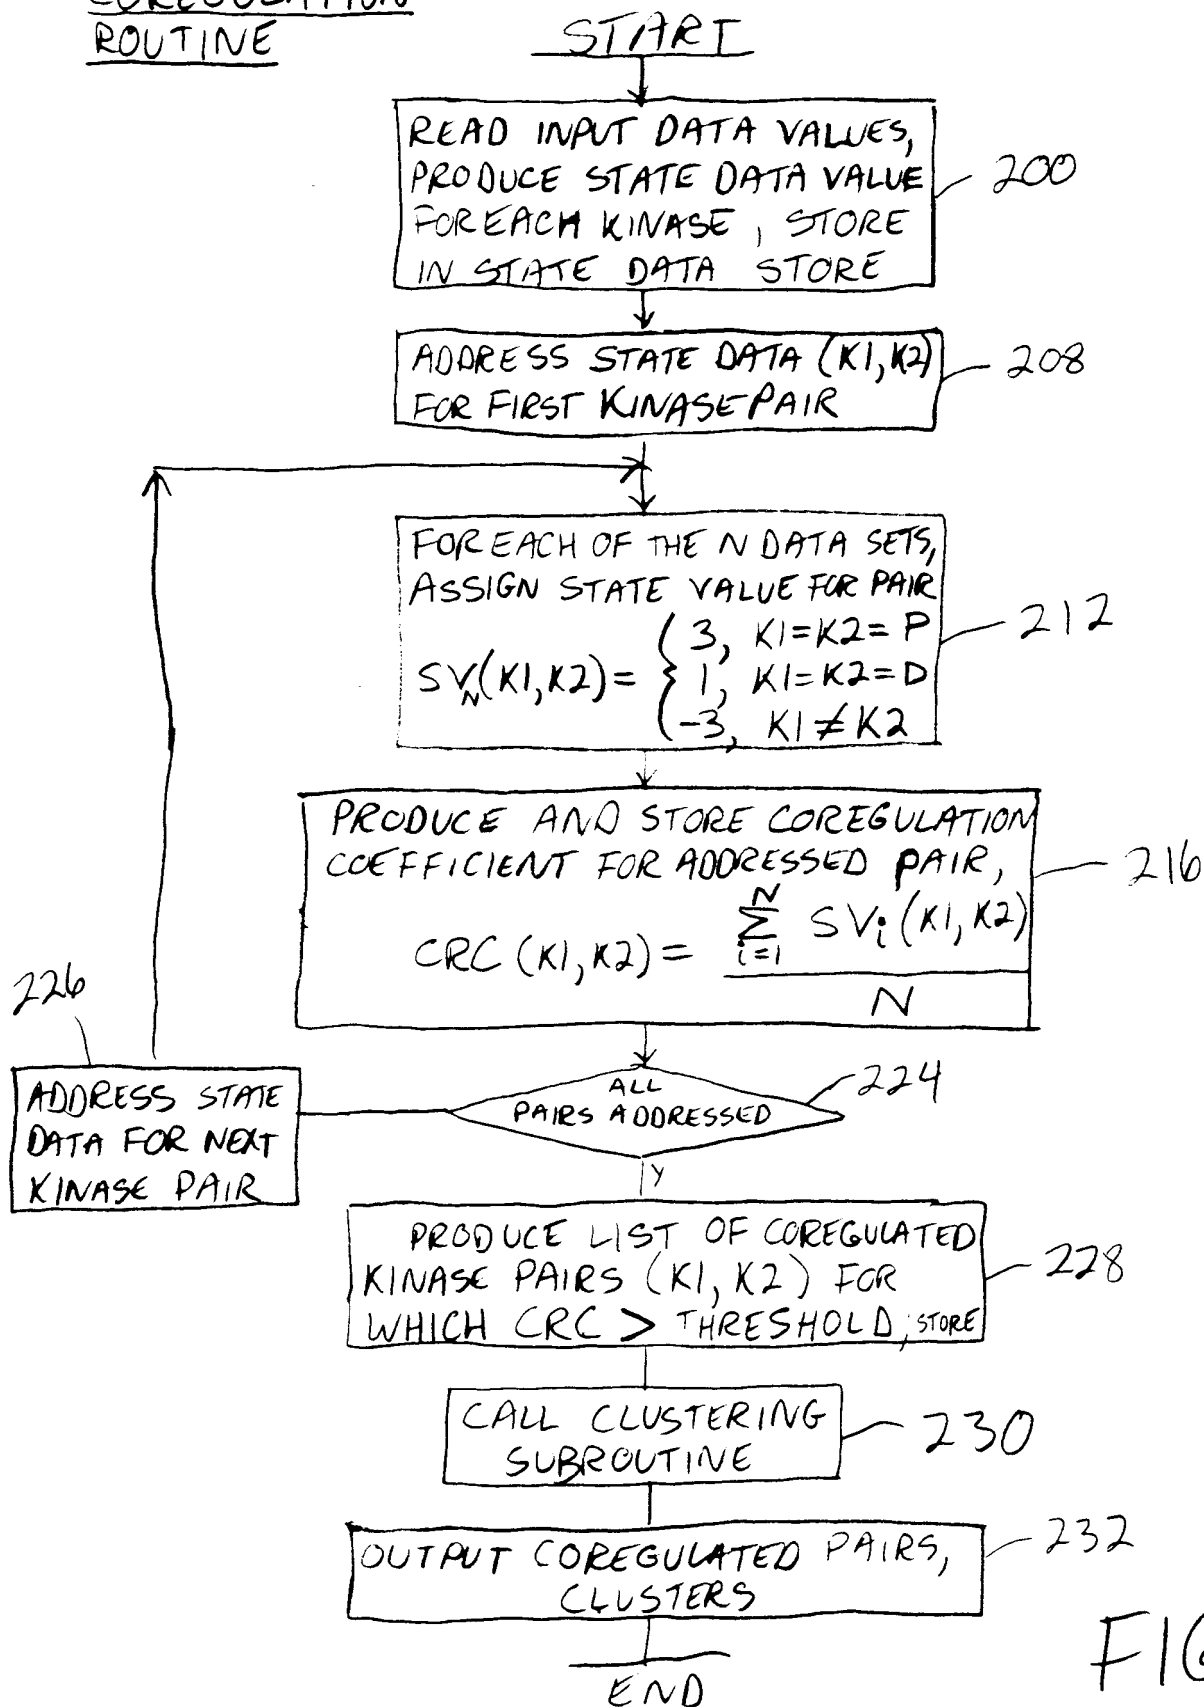 COREGULATION
ROUTINE
START
READ INPUT DATA VALUES,
PRODUCE STATE DATA VALUE
FOR EACH KINASE, STORE
IN STATE DATA STORE
200
ADDRESS STATE DATA (K1,K2)
FOR FIRST KINASE PAIR
208
FOR EACH OF THE N DATA SETS,
ASSIGN STATE VALUE FOR PAIR
SV_N(K1,K2) = { 3, K1=K2=P
1, K1=K2=D
-3, K1≠K2
212
PRODUCE AND STORE COREGULATION
COEFFICIENT FOR ADDRESSED PAIR,
CRC (K1,K2) = N Σ i=1 SVi (K1,K2)
N
216
ALL
PAIRS ADDRESSED
224
226
ADDRESS STATE
DATA FOR NEXT
KINASE PAIR
Y
PRODUCE LIST OF COREGULATED
KINASE PAIRS (K1, K2) FOR
WHICH CRC > THRESHOLD; STORE
228
CALL CLUSTERING
SUBROUTINE
230
OUTPUT COREGULATED PAIRS,
CLUSTERS
232
END